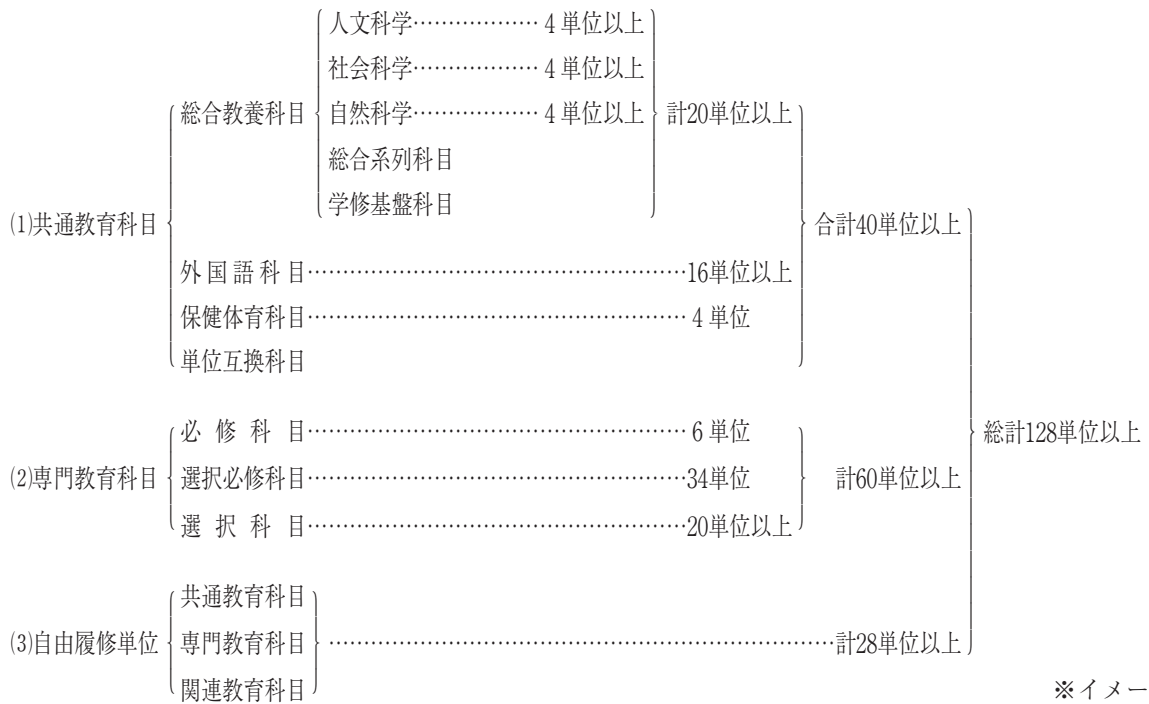 人文科学……………… 4 単位以上
社会科学……………… 4 単位以上
総合教養科目 自然科学……………… 4 単位以上 計20単位以上
総合系列科目
学修基盤科目
⑴共通教育科目 合計40単位以上
外国語科目………………………………………………16単位以上
保健体育科目……………………………………………… 4 単位
単位互換科目
必修科目……………………………………………… 6 単位
総計128単位以上
⑵専門教育科目 選択必修科目………………………………………………34単位 計60単位以上
選択科目………………………………………………20単位以上
共通教育科目
⑶自由履修単位 専門教育科目 ………………………………………………………………計28単位以上
関連教育科目
※イメー